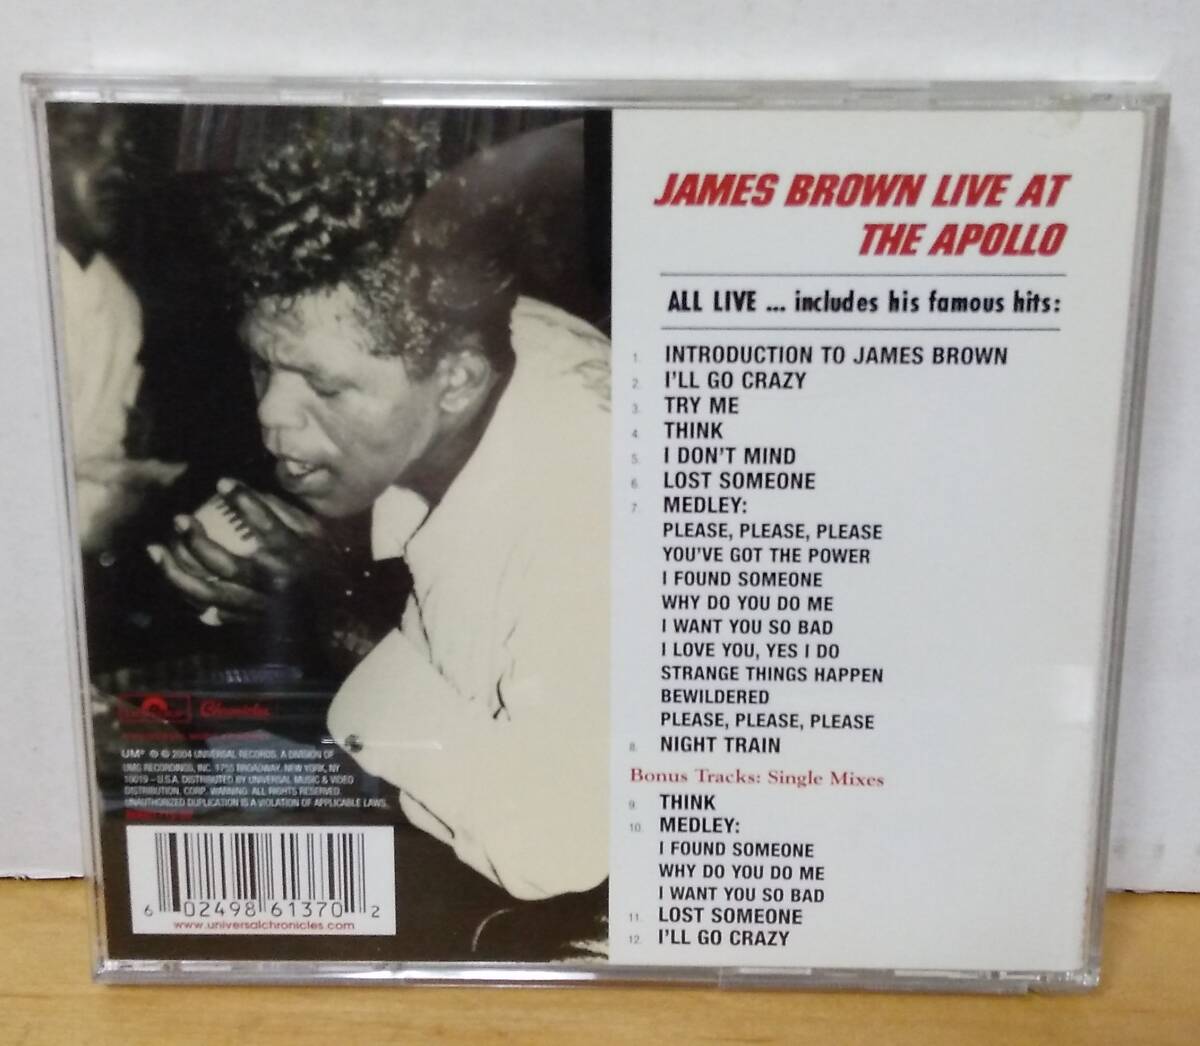 JAMES BROWN LIVE AT
THE APOLLO
ALL LIVE ... includes his famous hits:
1. INTRODUCTION TO JAMES BROWN
2. I'LL GO CRAZY
3. TRY ME
4. THINK
5. I DON'T MIND
6. LOST SOMEONE
7. MEDLEY:
PLEASE, PLEASE, PLEASE
YOU'VE GOT THE POWER
I FOUND SOMEONE
WHY DO YOU DO ME
I WANT YOU SO BAD
I LOVE YOU, YES I DO
STRANGE THINGS HAPPEN
BEWILDERED
PLEASE, PLEASE, PLEASE
8. NIGHT TRAIN
Bonus Tracks: Single Mixes
9. THINK
10. MEDLEY:
I FOUND SOMEONE
WHY DO YOU DO ME
I WANT YOU SO BAD
11. LOST SOMEONE
12. I'LL GO CRAZY
Chronicles
UM® ℗ © 2004 UNIVERSAL RECORDS, A DIVISION OF
UMG RECORDINGS, INC. 1755 BROADWAY, NEW YORK, NY
10019 – U.S.A. DISTRIBUTED BY UNIVERSAL MUSIC & VIDEO
DISTRIBUTION, CORP. WARNING: ALL RIGHTS RESERVED.
UNAUTHORIZED DUPLICATION IS A VIOLATION OF APPLICABLE LAWS.
6 02498 61370 2
www.universalchronicles.com